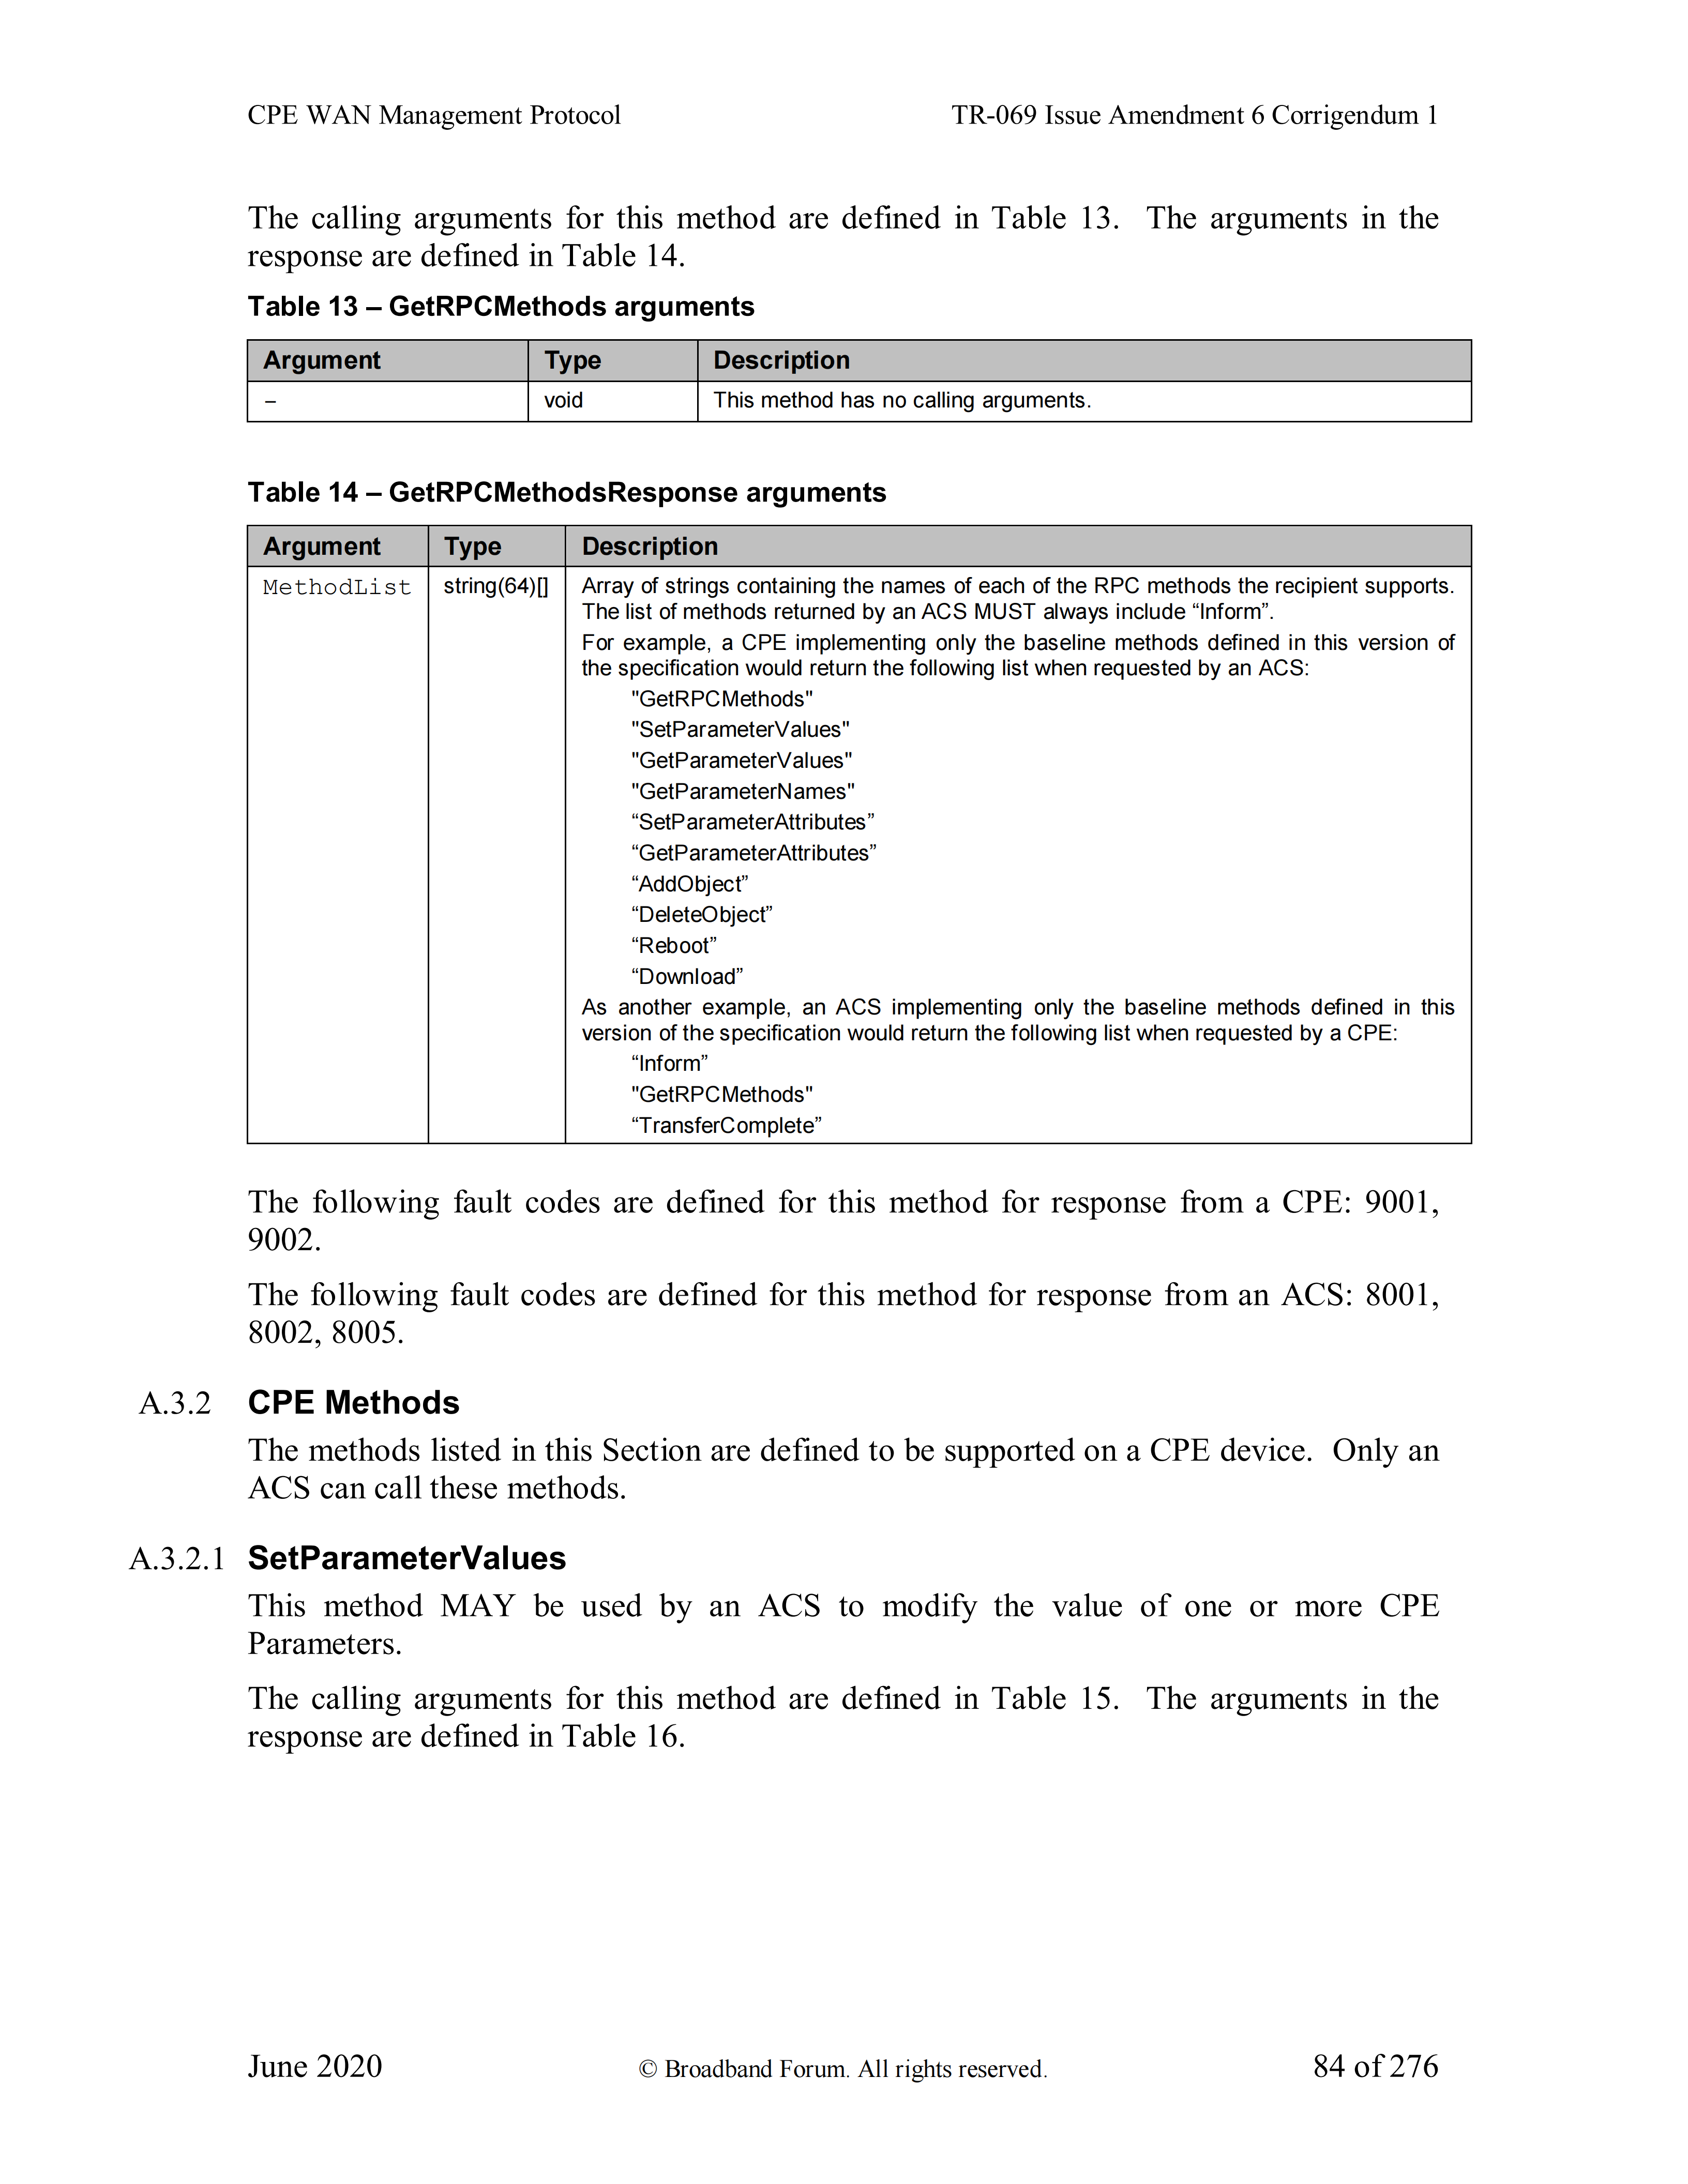 CPE WAN Management Protocol TR-069 Issue Amendment 6 Corrigendum 1
The calling arguments for this method are defined in Table 13. The arguments in the
response are defined in Table 14.
Table 13 – GetRPCMethods arguments
Argument Type Description
– void This method has no calling arguments.
Table 14 – GetRPCMethodsResponse arguments
Argument Type Description
MethodList string(64)[] Array of strings containing the names of each of the RPC methods the recipient supports.
The list of methods returned by an ACS MUST always include “Inform”.
For example, a CPE implementing only the baseline methods defined in this version of
the specification would return the following list when requested by an ACS:
"GetRPCMethods"
"SetParameterValues"
"GetParameterValues"
"GetParameterNames"
“SetParameterAttributes”
“GetParameterAttributes”
“AddObject”
“DeleteObject”
“Reboot”
“Download”
As another example, an ACS implementing only the baseline methods defined in this
version of the specification would return the following list when requested by a CPE:
“Inform”
"GetRPCMethods"
“TransferComplete”
The following fault codes are defined for this method for response from a CPE: 9001,
9002.
The following fault codes are defined for this method for response from an ACS: 8001,
8002, 8005.
A.3.2 CPE Methods
The methods listed in this Section are defined to be supported on a CPE device. Only an
ACS can call these methods.
A.3.2.1 SetParameterValues
This method MAY be used by an ACS to modify the value of one or more CPE
Parameters.
The calling arguments for this method are defined in Table 15. The arguments in the
response are defined in Table 16.
June 2020 © Broadband Forum. All rights reserved. 84 of 276